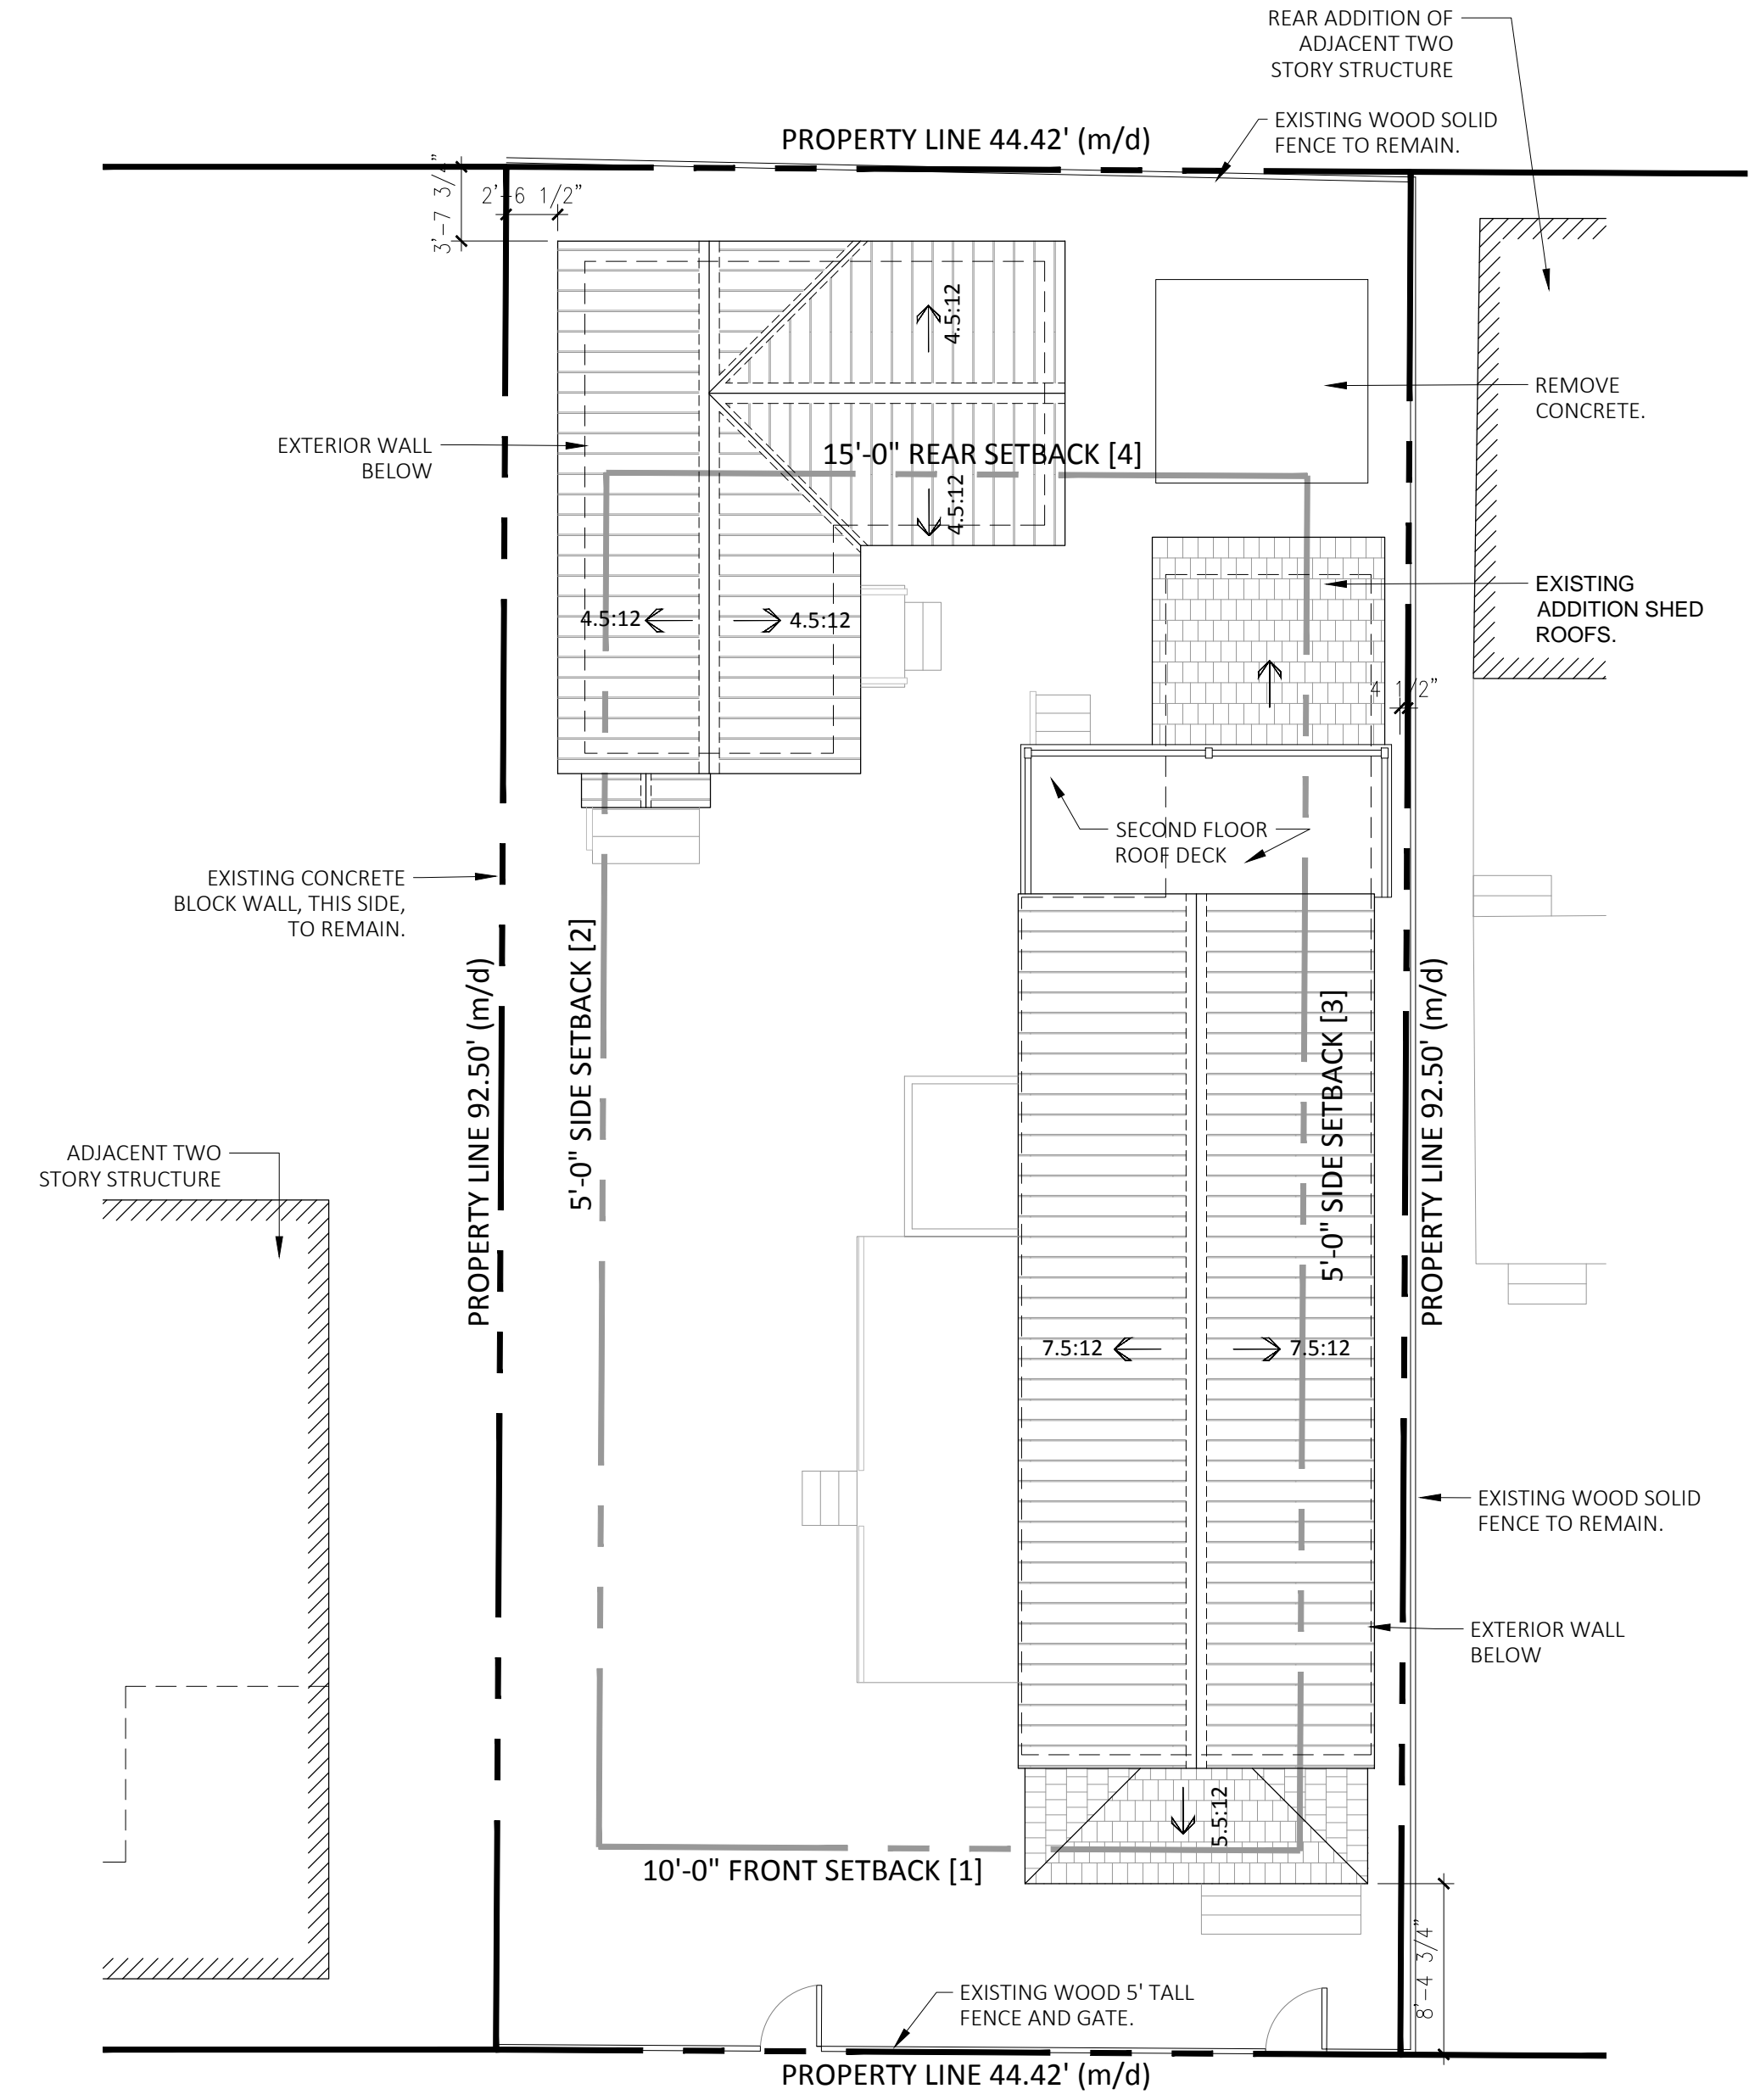 REAR ADDITION OF
ADJACENT TWO
STORY STRUCTURE
EXISTING WOOD SOLID
FENCE TO REMAIN.
PROPERTY LINE 44.42' (m/d)
3'-7 3/4"
2'-6 1/2"
4.5:12
REMOVE
CONCRETE.
EXTERIOR WALL
BELOW
15'-0" REAR SETBACK [4]
4.5:12
EXISTING
ADDITION SHED
ROOFS.
4.5:12
4.5:12
4 1/2"
SECOND FLOOR
ROOF DECK
EXISTING CONCRETE
BLOCK WALL, THIS SIDE,
TO REMAIN.
PROPERTY LINE 92.50' (m/d)
5'-0" SIDE SETBACK [2]
5'-0" SIDE SETBACK [3]
PROPERTY LINE 92.50' (m/d)
ADJACENT TWO
STORY STRUCTURE
7.5:12
7.5:12
EXISTING WOOD SOLID
FENCE TO REMAIN.
EXTERIOR WALL
BELOW
5.5:12
10'-0" FRONT SETBACK [1]
8'-4 3/4"
EXISTING WOOD 5' TALL
FENCE AND GATE.
PROPERTY LINE 44.42' (m/d)